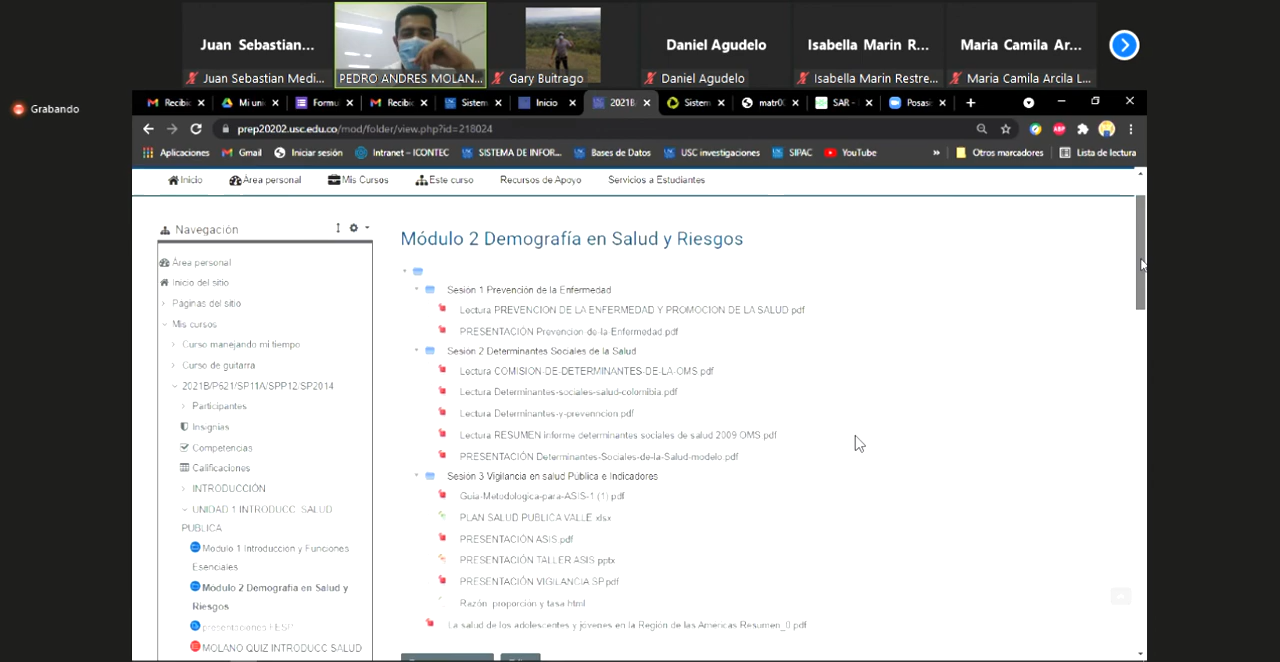 Juan Sebastian...
Daniel Agudelo
Isabella Marin R...
Maria Camila Ar...
Juan Sebastian Medi...
PEDRO ANDRES MOLAN...
Gary Buitrago
Daniel Agudelo
Isabella Marin Restre...
Maria Camila Arcila L...
Grabando
Recibi
Mi uni
Formu
Recibi
Sistem
Inicio
2021B
Sistem
matr0
SAR -
Posas
prep20202.usc.edu.co/mod/folder/view.php?id=218024
Aplicaciones
Gmail
Iniciar sesión
Intranet – ICONTEC
SISTEMA DE INFOR...
Bases de Datos
USC investigaciones
SIPAC
YouTube
»
Otros marcadores
Lista de lectura
Inicio
Área personal
Mis Cursos
Este curso
Recursos de Apoyo
Servicios a Estudiantes
Navegación
Área personal
Inicio del sitio
Páginas del sitio
Mis cursos
Curso manejando mi tiempo
Curso de guitarra
2021B/P621/SP11A/SPP12/SP2014
Participantes
Insignias
Competencias
Calificaciones
INTRODUCCIÓN
UNIDAD 1 INTRODUCC. SALUD
PUBLICA
Modulo 1 Introduccion y Funciones
Esenciales
Módulo 2 Demografía en Salud y
Riesgos
presentaciones FESP
MOLANO QUIZ INTRODUCC SALUD
Módulo 2 Demografía en Salud y Riesgos
Sesión 1 Prevención de la Enfermedad
Lectura PREVENCION DE LA ENFERMEDAD Y PROMOCION DE LA SALUD.pdf
PRESENTACIÓN Prevencion-de-la Enfermedad.pdf
Sesión 2 Determinantes Sociales de la Salud
Lectura COMISION-DE-DETERMINANTES-DE-LA-OMS.pdf
Lectura Determinantes-sociales-salud-colombia.pdf
Lectura Determinantes-y-prevenncion.pdf
Lectura RESUMEN informe determinantes sociales de salud 2009 OMS.pdf
PRESENTACIÓN Determinantes-Sociales-de-la-Salud-modelo.pdf
Sesión 3 Vigilancia en salud Pública e Indicadores
Guia-Metodologica-para-ASIS-1 (1).pdf
PLAN SALUD PUBLICA VALLE.xlsx
PRESENTACIÓN ASIS.pdf
PRESENTACIÓN TALLER ASIS.pptx
PRESENTACIÓN VIGILANCIA SP.pdf
Razón proporción y tasa.html
La salud de los adolescentes y jóvenes en la Región de las Américas Resumen_0.pdf